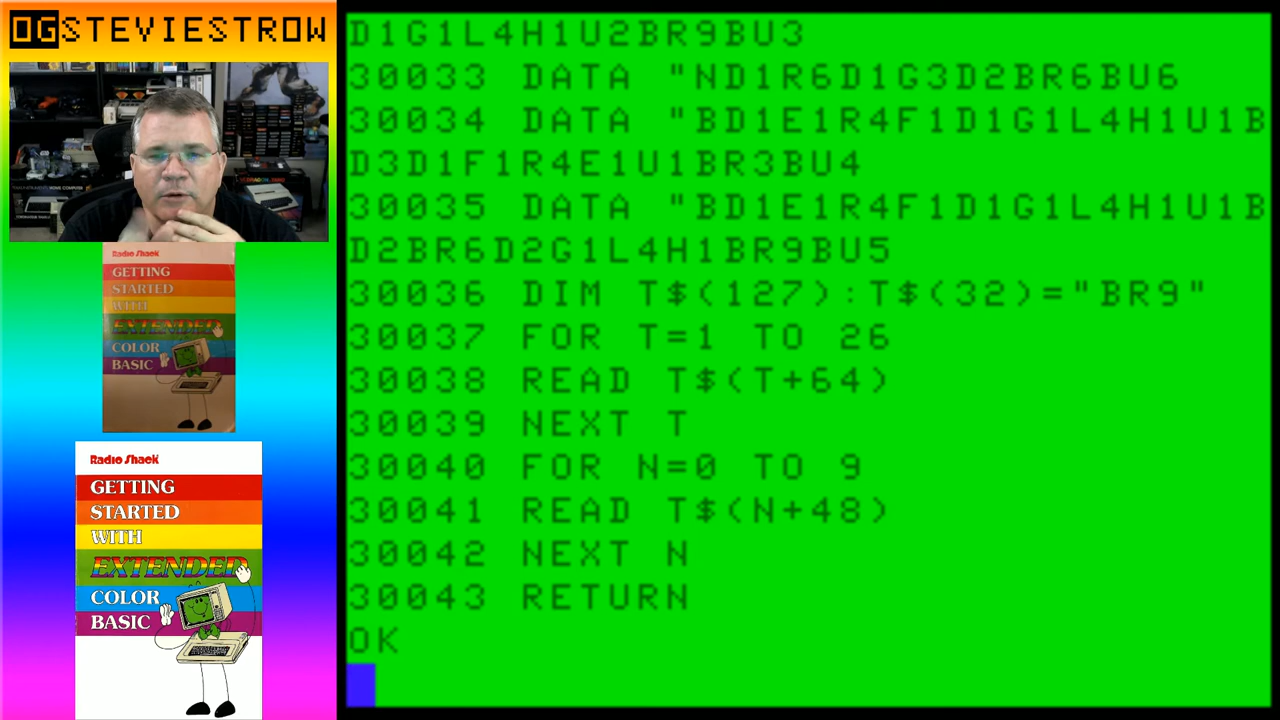 OGSTEVIESTROW
Radio Shack
GETTING
STARTED
WITH
EXTENDED
COLOR
BASIC
Radio Shack
GETTING
STARTED
WITH
EXTENDED
COLOR
BASIC
D1G1L4H1U2BR9BU3
30033 DATA "ND1R6D1G3D2BR6BU6
30034 DATA "BD1E1R4F1D1G1L4H1U1B
D3D1F1R4E1U1BR3BU4
30035 DATA "BD1E1R4F1D1G1L4H1U1B
D2BR6D2G1L4H1BR9BU5
30036 DIM T$(127):T$(32)="BR9"
30037 FOR T=1 TO 26
30038 READ T$(T+64)
30039 NEXT T
30040 FOR N=0 TO 9
30041 READ T$(N+48)
30042 NEXT N
30043 RETURN
OK